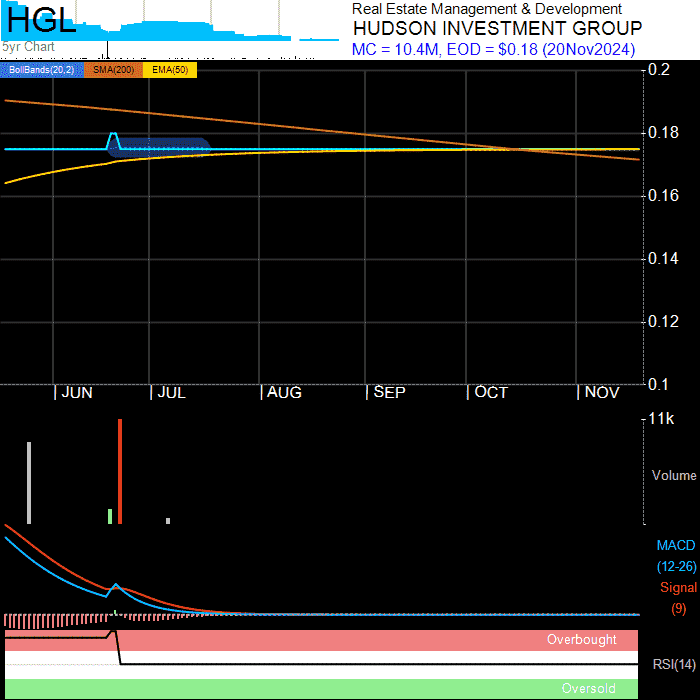 HGL
5yr Chart
Real Estate Management & Development
HUDSON INVESTMENT GROUP
MC = 10.4M, EOD = $0.18 (20Nov2024)
BollBands(20,2) SMA(200) EMA(50)
0.2
0.18
0.16
0.14
0.12
0.1
JUN JUL AUG SEP OCT NOV
11k
Volume
MACD
(12-26)
Signal
(9)
Overbought
RSI(14)
Oversold